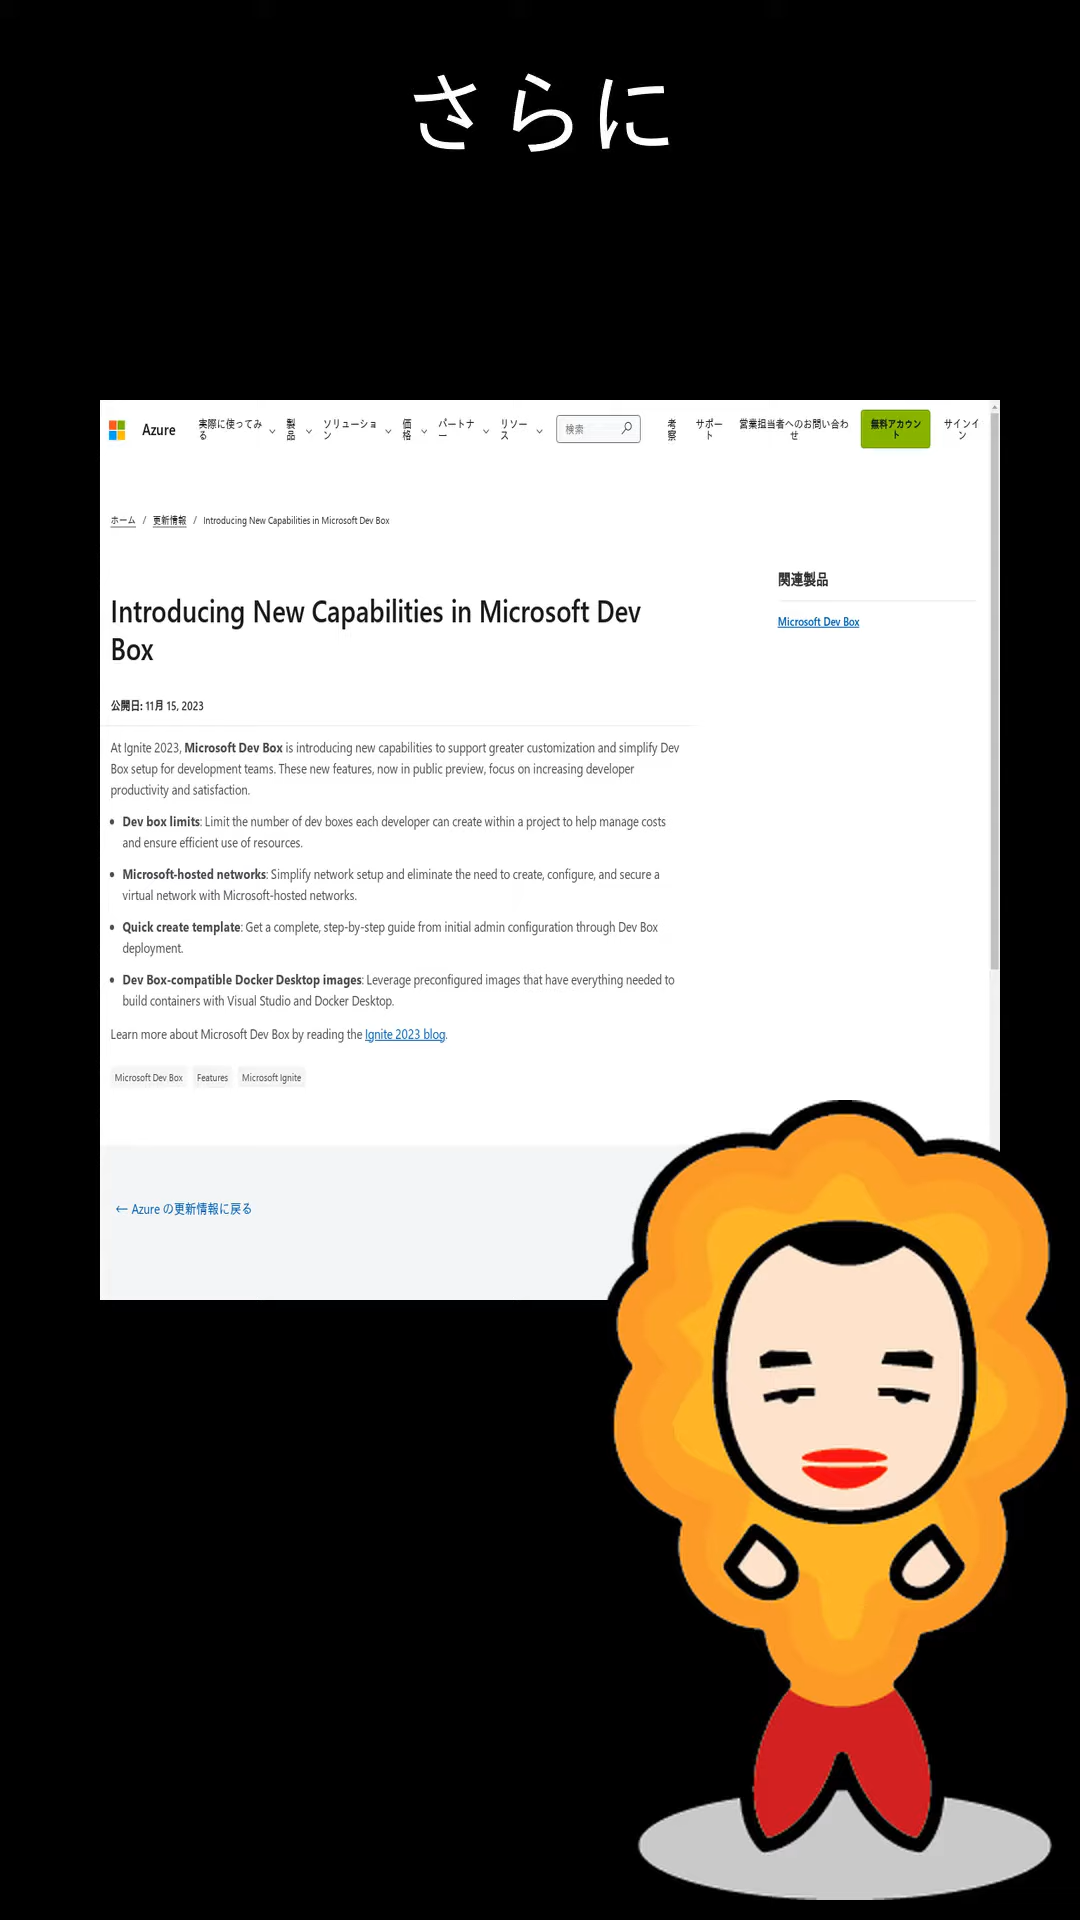 さらに
Azure
実際に使ってみ
る
製
品
ソリューショ
ン
価
格
パートナ
ー
リソー
ス
検索
考
察
サポー
ト
営業担当者へのお問い合わ
せ
無料アカウン
ト
サインイ
ン
ホーム / 更新情報 / Introducing New Capabilities in Microsoft Dev Box
関連製品
Microsoft Dev Box
Introducing New Capabilities in Microsoft Dev
Box
公開日: 11月 15, 2023
At Ignite 2023, Microsoft Dev Box is introducing new capabilities to support greater customization and simplify Dev
Box setup for development teams. These new features, now in public preview, focus on increasing developer
productivity and satisfaction.
• Dev box limits: Limit the number of dev boxes each developer can create within a project to help manage costs
and ensure efficient use of resources.
• Microsoft-hosted networks: Simplify network setup and eliminate the need to create, configure, and secure a
virtual network with Microsoft-hosted networks.
• Quick create template: Get a complete, step-by-step guide from initial admin configuration through Dev Box
deployment.
• Dev Box-compatible Docker Desktop images: Leverage preconfigured images that have everything needed to
build containers with Visual Studio and Docker Desktop.
Learn more about Microsoft Dev Box by reading the Ignite 2023 blog.
Microsoft Dev Box Features Microsoft Ignite
← Azure の更新情報に戻る